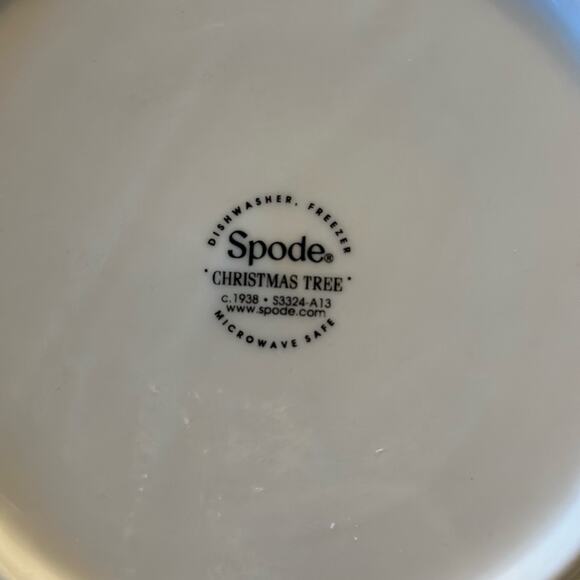 DISHWASHER, FREEZER
Spode®
· CHRISTMAS TREE ·
c.1938 • S3324-A13
www.spode.com
MICROWAVE SAFE